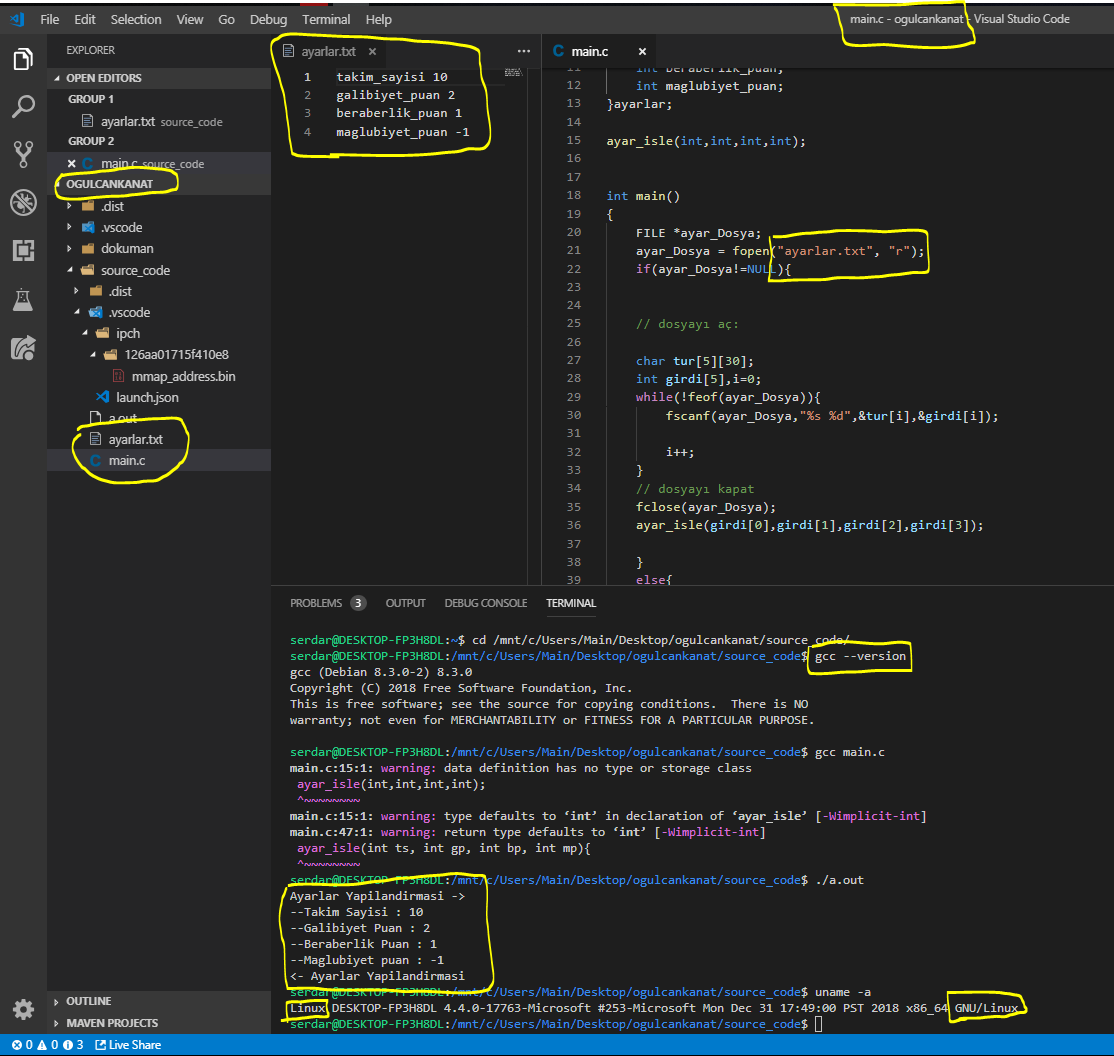 File Edit Selection View Go Debug Terminal Help
main.c - ogulcankanat - Visual Studio Code
EXPLORER
OPEN EDITORS
GROUP 1
ayarlar.txt source_code
GROUP 2
main.c source_code
OGULCANKANAT
.dist
.vscode
dokuman
source_code
.dist
.vscode
ipch
126aa01715f410e8
mmap_address.bin
launch.json
a.out
ayarlar.txt
main.c
OUTLINE
MAVEN PROJECTS
ayarlar.txt
1 takim_sayisi 10
2 galibiyet_puan 2
3 beraberlik_puan 1
4 maglubiyet_puan -1
main.c
11 int beraberlik_puan;
12 int maglubiyet_puan;
13 }ayarlar;
14
15 ayar_isle(int,int,int,int);
16
17
18 int main()
19 {
20 FILE *ayar_Dosya;
21 ayar_Dosya = fopen("ayarlar.txt", "r");
22 if(ayar_Dosya!=NULL){
23
24
25 // dosyayı aç:
26
27 char tur[5][30];
28 int girdi[5],i=0;
29 while(!feof(ayar_Dosya)){
30 fscanf(ayar_Dosya,"%s %d",&tur[i],&girdi[i]);
31
32 i++;
33 }
34 // dosyayı kapat
35 fclose(ayar_Dosya);
36 ayar_isle(girdi[0],girdi[1],girdi[2],girdi[3]);
37
38 }
39 else{
PROBLEMS 3 OUTPUT DEBUG CONSOLE TERMINAL
serdar@DESKTOP-FP3H8DL:~$ cd /mnt/c/Users/Main/Desktop/ogulcankanat/source_code/
serdar@DESKTOP-FP3H8DL:/mnt/c/Users/Main/Desktop/ogulcankanat/source_code$ gcc --version
gcc (Debian 8.3.0-2) 8.3.0
Copyright (C) 2018 Free Software Foundation, Inc.
This is free software; see the source for copying conditions. There is NO
warranty; not even for MERCHANTABILITY or FITNESS FOR A PARTICULAR PURPOSE.
serdar@DESKTOP-FP3H8DL:/mnt/c/Users/Main/Desktop/ogulcankanat/source_code$ gcc main.c
main.c:15:1: warning: data definition has no type or storage class
ayar_isle(int,int,int,int);
^~~~~~~~~
main.c:15:1: warning: type defaults to ‘int’ in declaration of ‘ayar_isle’ [-Wimplicit-int]
main.c:47:1: warning: return type defaults to ‘int’ [-Wimplicit-int]
ayar_isle(int ts, int gp, int bp, int mp){
^~~~~~~~~
serdar@DESKTOP-FP3H8DL:/mnt/c/Users/Main/Desktop/ogulcankanat/source_code$ ./a.out
Ayarlar Yapilandirmasi ->
--Takim Sayisi : 10
--Galibiyet Puan : 2
--Beraberlik Puan : 1
--Maglubiyet puan : -1
<- Ayarlar Yapilandirmasi
serdar@DESKTOP-FP3H8DL:/mnt/c/Users/Main/Desktop/ogulcankanat/source_code$ uname -a
Linux DESKTOP-FP3H8DL 4.4.0-17763-Microsoft #253-Microsoft Mon Dec 31 17:49:00 PST 2018 x86_64 GNU/Linux
serdar@DESKTOP-FP3H8DL:/mnt/c/Users/Main/Desktop/ogulcankanat/source_code$
0 0 3 Live Share